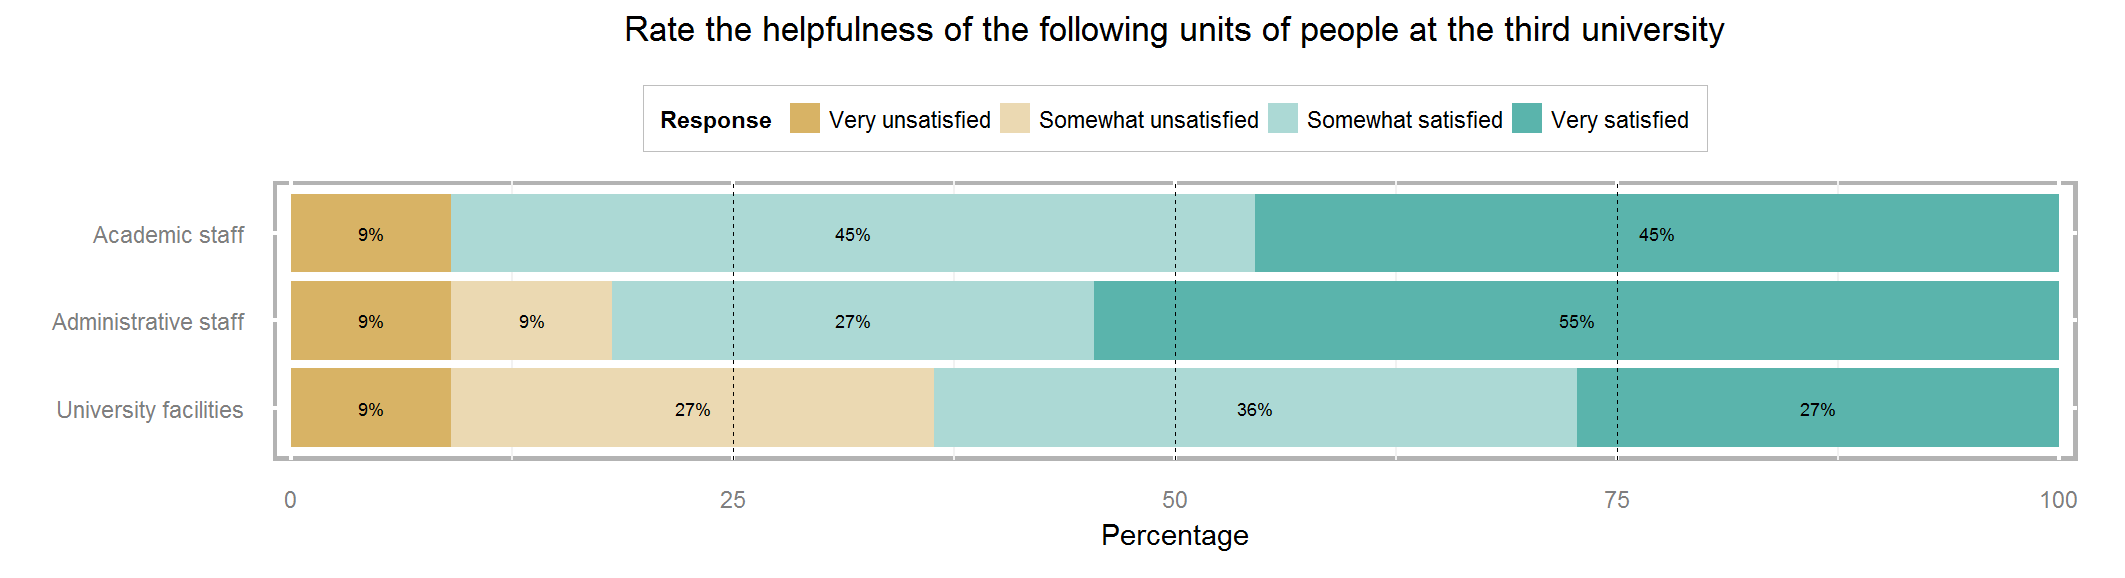 Rate the helpfulness of the following units of people at the third university
Response Very unsatisfied Somewhat unsatisfied Somewhat satisfied Very satisfied
Academic staff 9% 45% 45%
Administrative staff 9% 9% 27% 55%
University facilities 9% 27% 36% 27%
0 25 50 75 100
Percentage